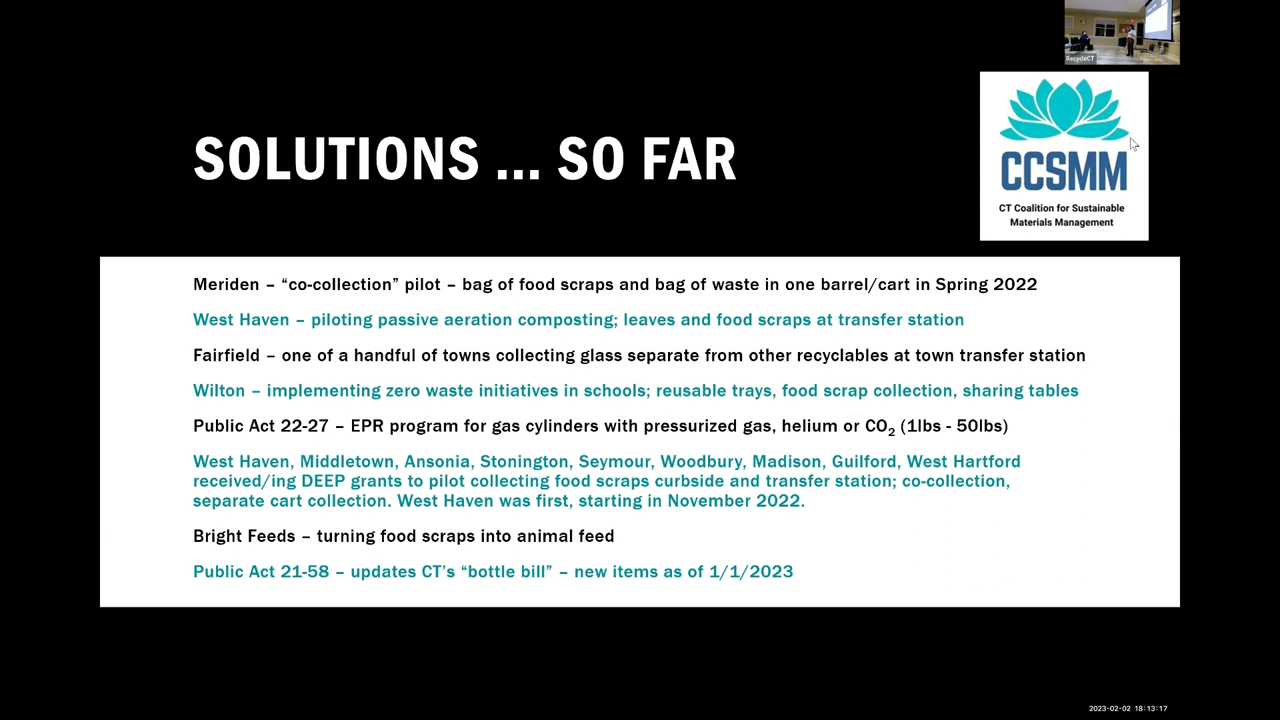 RecycleCT
SOLUTIONS ... SO FAR
CCSMM
CT Coalition for Sustainable
Materials Management
Meriden – “co-collection” pilot – bag of food scraps and bag of waste in one barrel/cart in Spring 2022
West Haven – piloting passive aeration composting; leaves and food scraps at transfer station
Fairfield – one of a handful of towns collecting glass separate from other recyclables at town transfer station
Wilton – implementing zero waste initiatives in schools; reusable trays, food scrap collection, sharing tables
Public Act 22-27 – EPR program for gas cylinders with pressurized gas, helium or CO₂ (1lbs - 50lbs)
West Haven, Middletown, Ansonia, Stonington, Seymour, Woodbury, Madison, Guilford, West Hartford
received/ing DEEP grants to pilot collecting food scraps curbside and transfer station; co-collection,
separate cart collection. West Haven was first, starting in November 2022.
Bright Feeds – turning food scraps into animal feed
Public Act 21-58 – updates CT’s “bottle bill” – new items as of 1/1/2023
2023-02-02 18:13:17